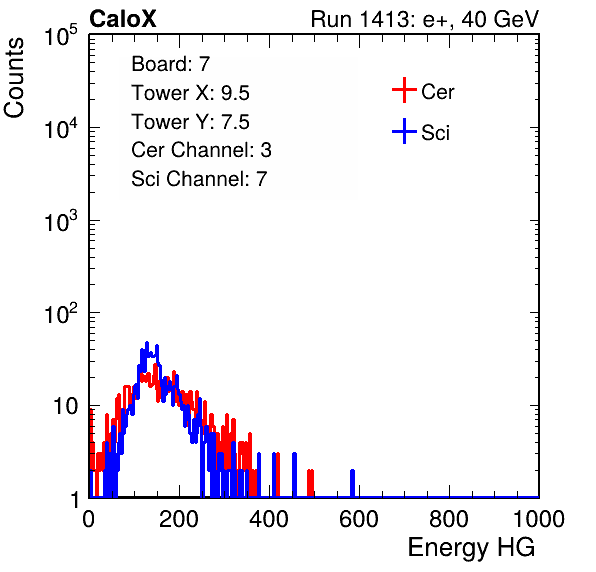 CaloX Run 1413: e+, 40 GeV
Counts
10^5
10^4
10^3
10^2
10
1
Board: 7
Tower X: 9.5
Tower Y: 7.5
Cer Channel: 3
Sci Channel: 7
Cer
Sci
0 200 400 600 800 1000
Energy HG